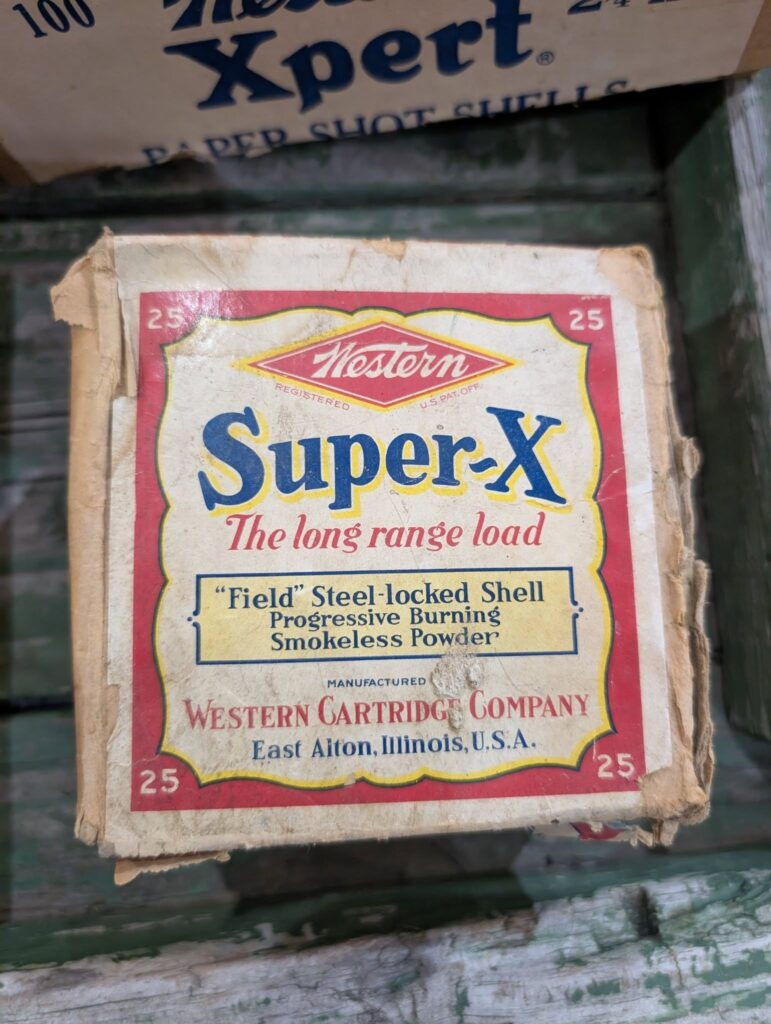 100
Xpert®
PAPER SHOT SHELLS
25 25
Western
REGISTERED U.S. PAT. OFF.
Super-X
The long range load
"Field" Steel-locked Shell
Progressive Burning
Smokeless Powder
MANUFACTURED
WESTERN CARTRIDGE COMPANY
East Alton, Illinois, U.S.A.
25 25